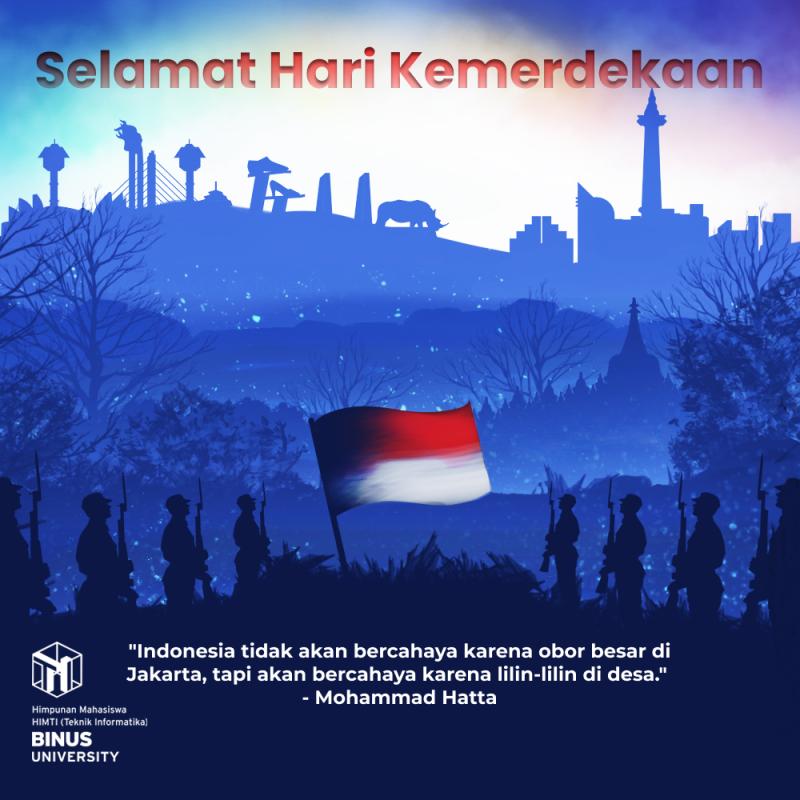 Selamat Hari Kemerdekaan
"Indonesia tidak akan bercahaya karena obor besar di
Jakarta, tapi akan bercahaya karena lilin-lilin di desa."
- Mohammad Hatta
Himpunan Mahasiswa
HIMTI (Teknik Informatika)
BINUS
UNIVERSITY